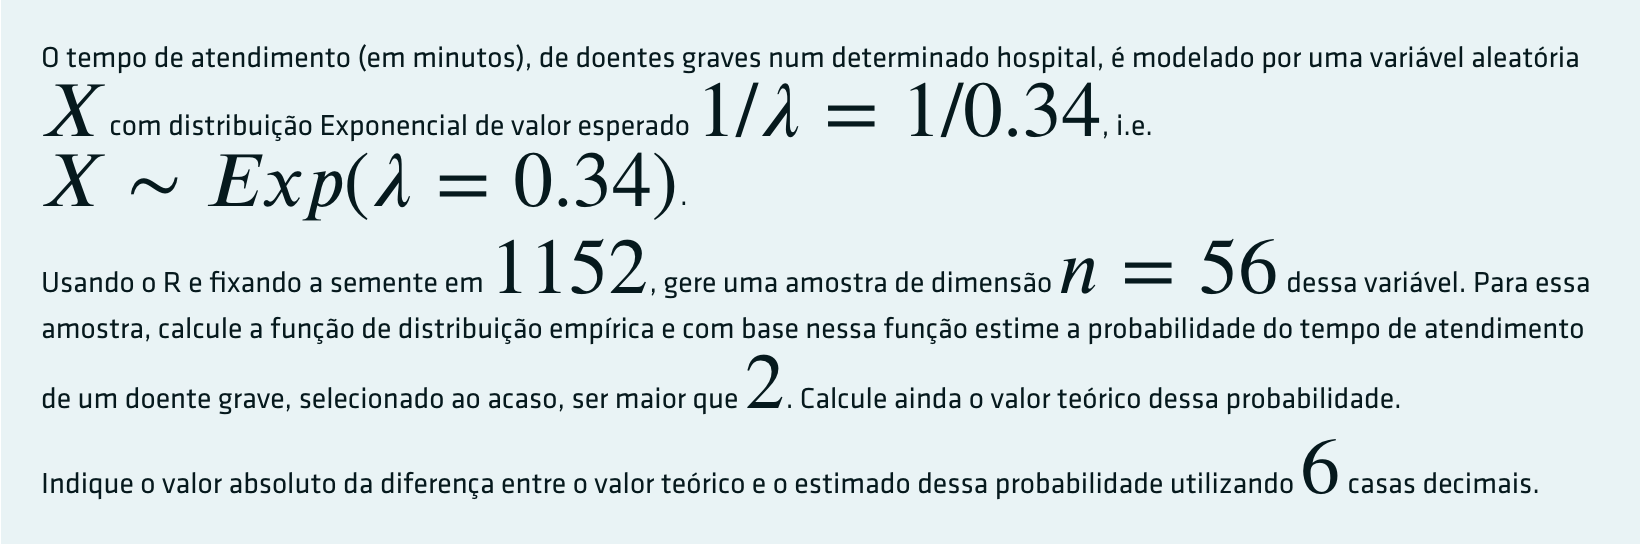 O tempo de atendimento (em minutos), de doentes graves num determinado hospital, é modelado por uma variável aleatória
X com distribuição Exponencial de valor esperado 1/λ = 1/0.34, i.e.
X ~ Exp(λ = 0.34).
Usando o R e fixando a semente em 1152, gere uma amostra de dimensão n = 56 dessa variável. Para essa
amostra, calcule a função de distribuição empírica e com base nessa função estime a probabilidade do tempo de atendimento
de um doente grave, selecionado ao acaso, ser maior que 2. Calcule ainda o valor teórico dessa probabilidade.
Indique o valor absoluto da diferença entre o valor teórico e o estimado dessa probabilidade utilizando 6 casas decimais.